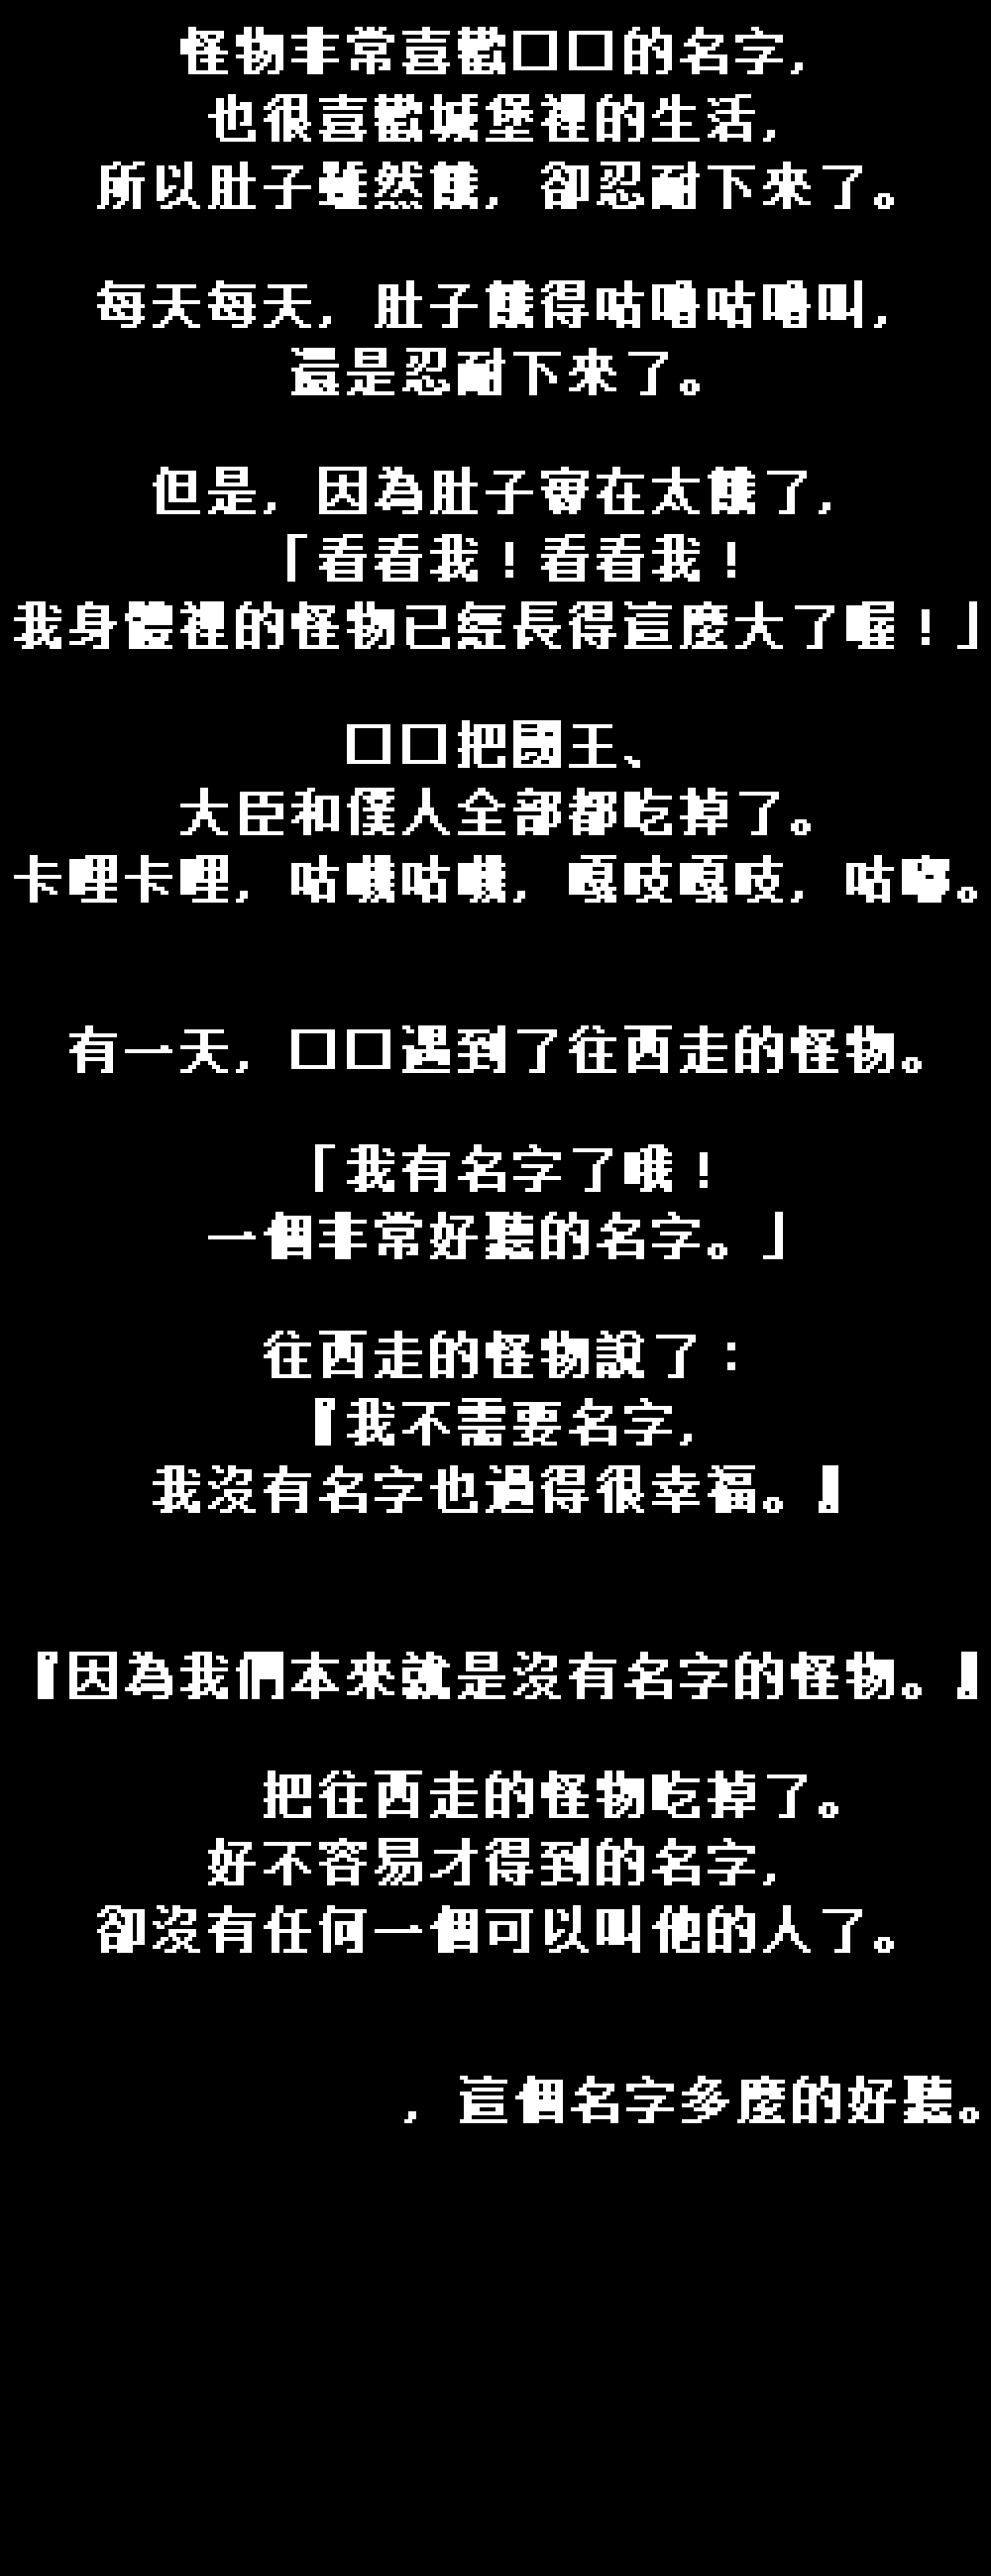 怪物非常喜歡口口的名字,
也很喜歡城堡裡的生活,
所以肚子雖然餓, 卻忍耐下來了。
每天每天, 肚子餓得咕嚕咕嚕叫,
還是忍耐下來了。
但是, 因為肚子實在太餓了,
「看看我!看看我!
我身體裡的怪物已經長得這麼大了喔!」
口口把國王、
大臣和僕人全部都吃掉了。
卡哩卡哩, 咕嘰咕嘰, 嘎吱嘎吱, 咕嘟。
有一天, 口口遇到了往西走的怪物。
「我有名字了哦!
一個非常好聽的名字。」
往西走的怪物說了:
『我不需要名字,
我沒有名字也過得很幸福。』
『因為我們本來就是沒有名字的怪物。』
把往西走的怪物吃掉了。
好不容易才得到的名字,
卻沒有任何一個可以叫他的人了。
, 這個名字多麼的好聽。